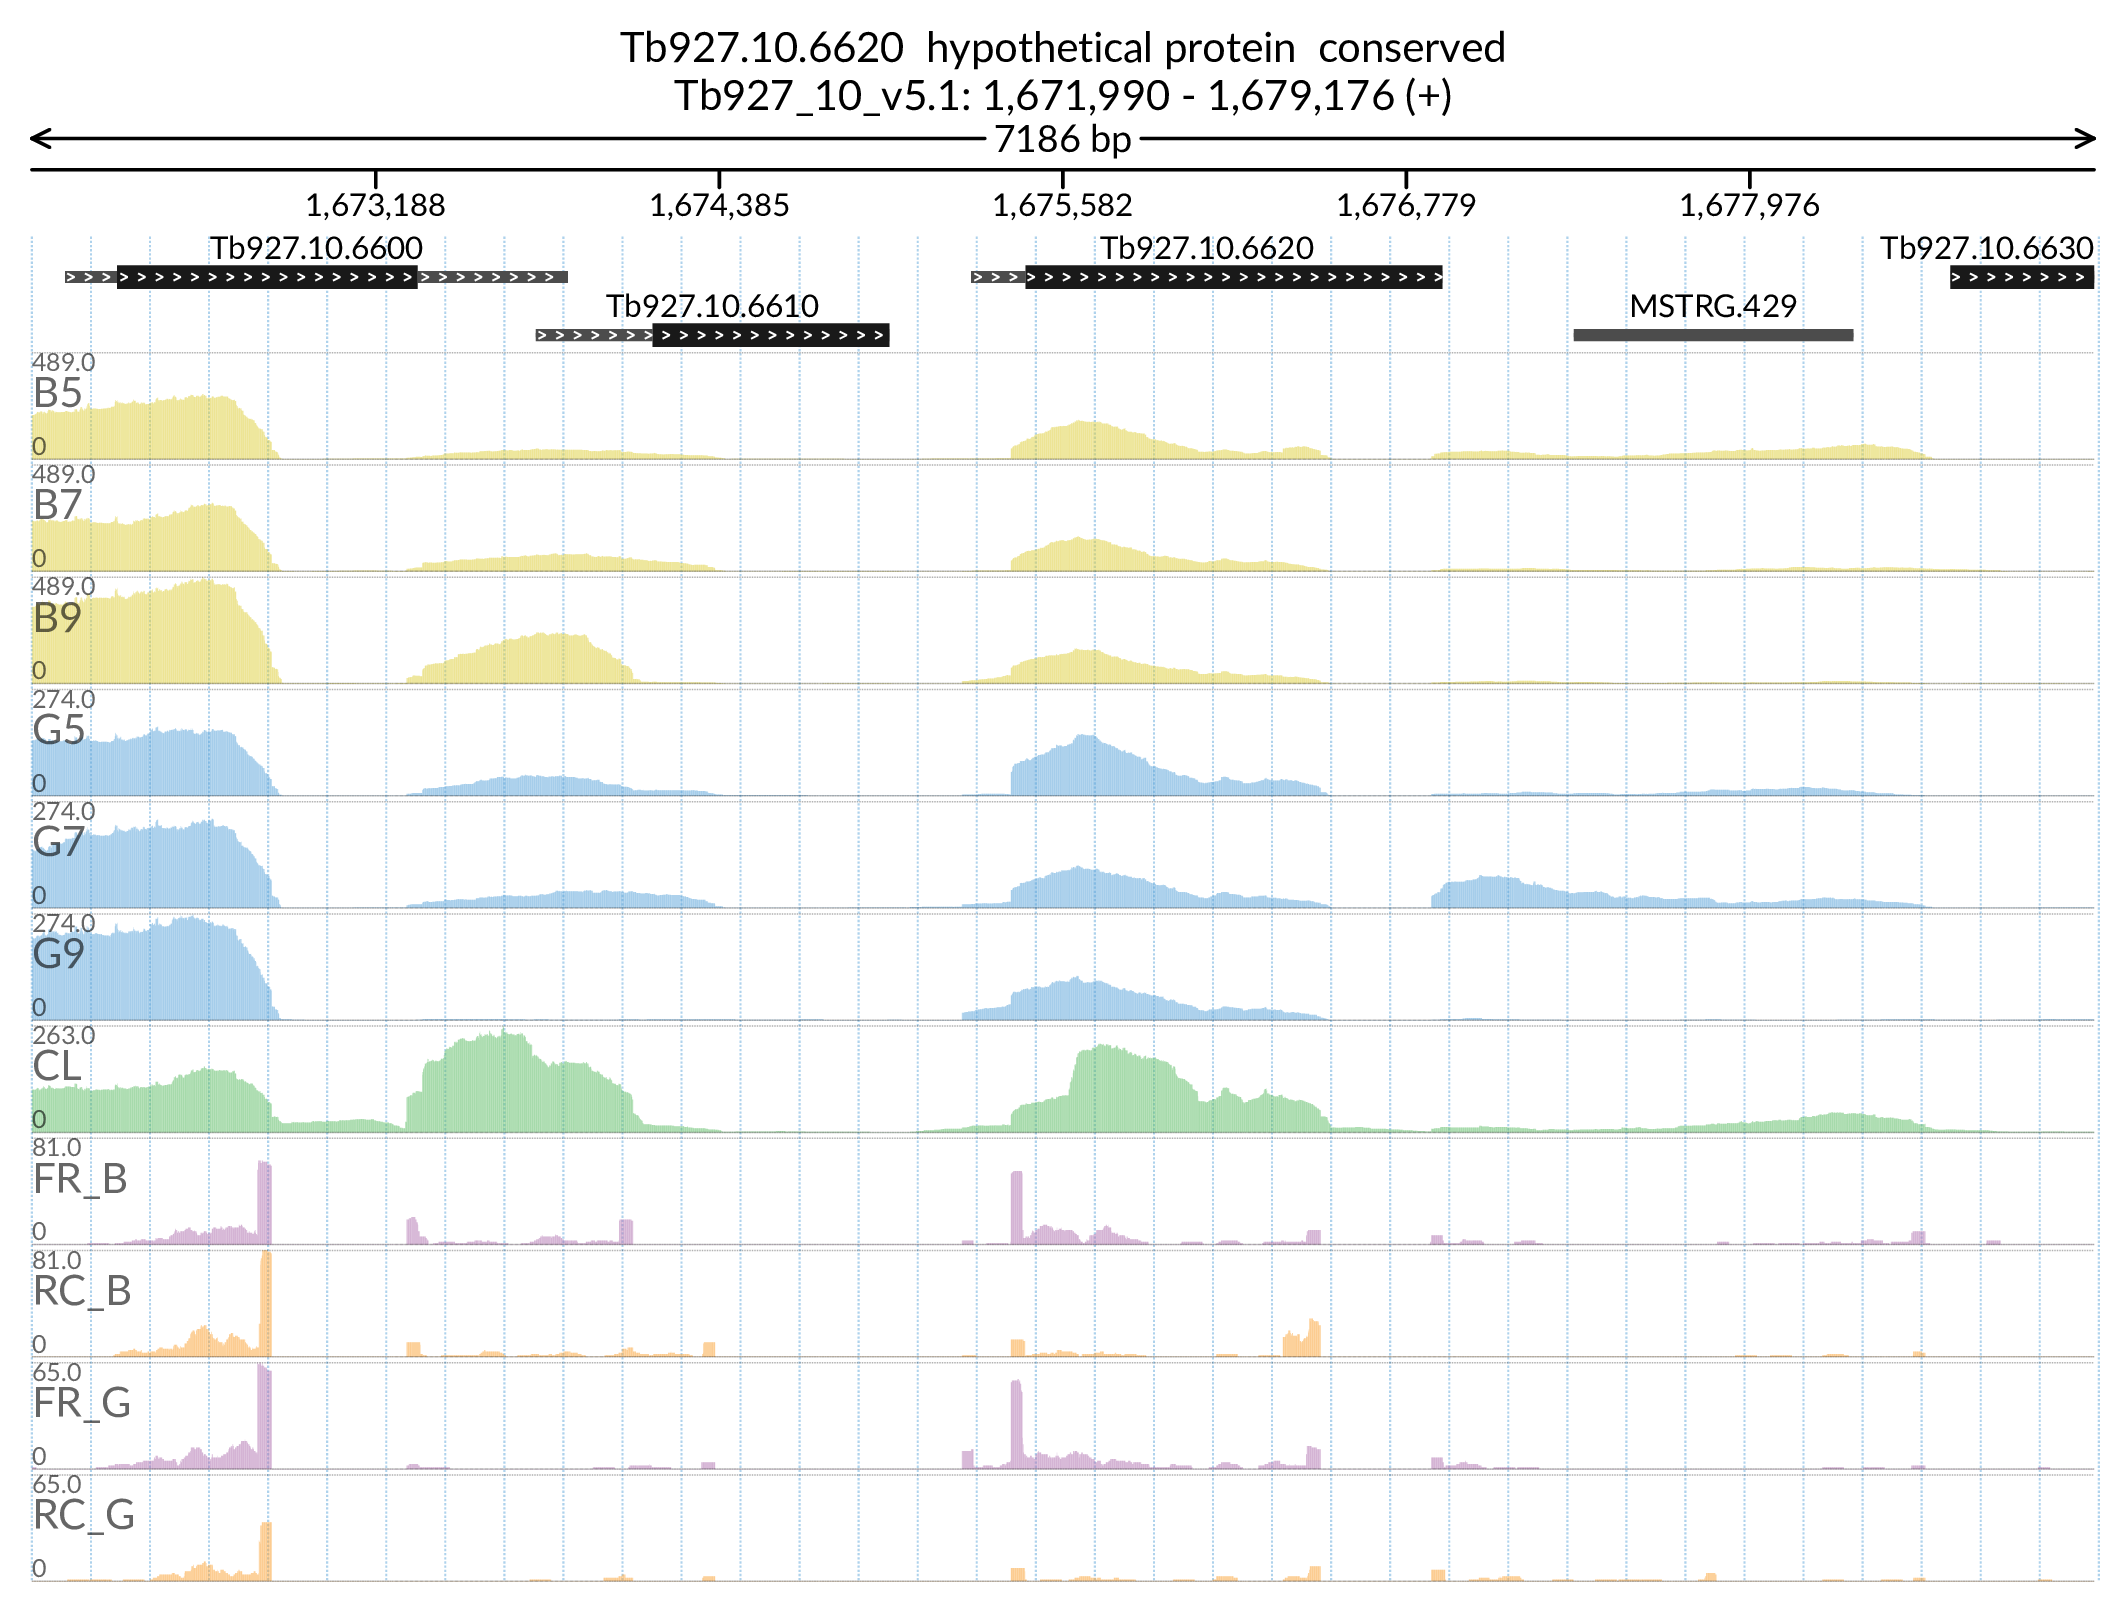 Tb927.10.6620  hypothetical protein  conserved
Tb927_10_v5.1: 1,671,990 - 1,679,176 (+)
7186 bp
1,673,188 1,674,385 1,675,582 1,676,779 1,677,976
Tb927.10.6600 Tb927.10.6620 Tb927.10.6630
Tb927.10.6610 MSTRG.429
489.0
B5
0
489.0
B7
0
489.0
B9
0
274.0
G5
0
274.0
G7
0
274.0
G9
0
263.0
CL
0
81.0
FR_B
0
81.0
RC_B
0
65.0
FR_G
0
65.0
RC_G
0